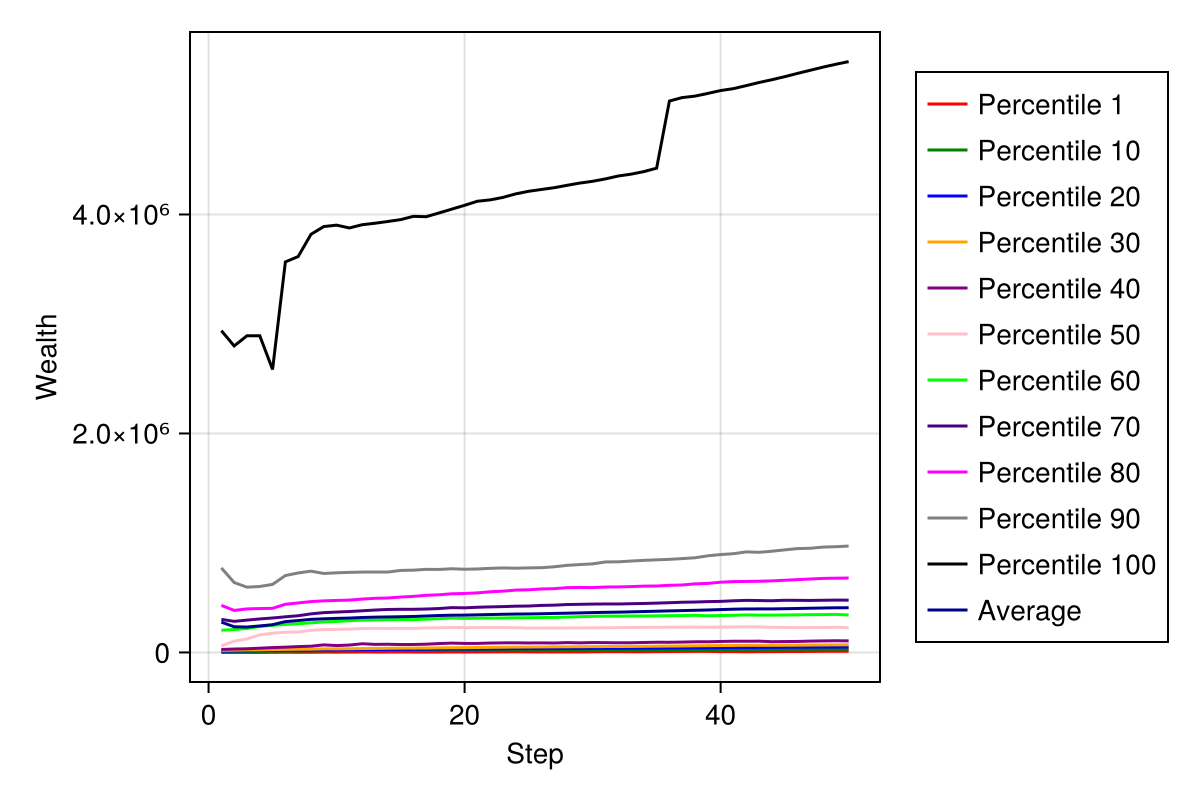 Wealth
4.0×10⁶
2.0×10⁶
0
0
20
40
Step
Percentile 1
Percentile 10
Percentile 20
Percentile 30
Percentile 40
Percentile 50
Percentile 60
Percentile 70
Percentile 80
Percentile 90
Percentile 100
Average